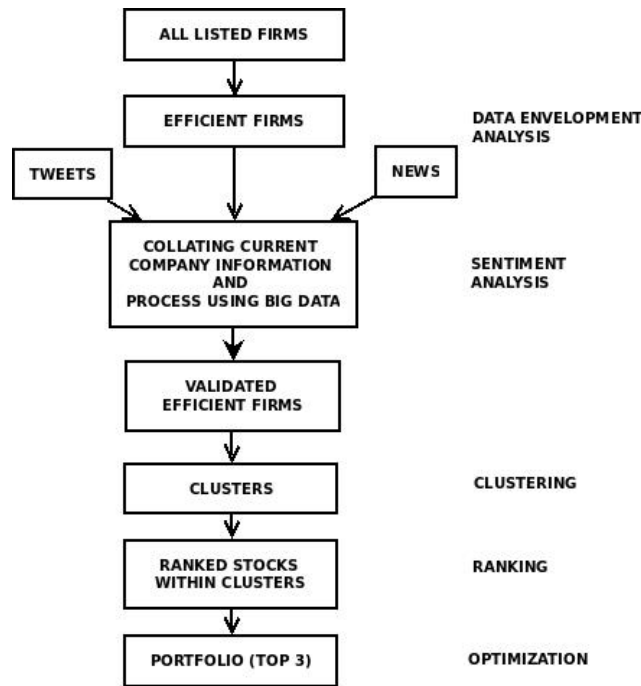 ALL LISTED FIRMS
EFFICIENT FIRMS
DATA ENVELOPMENT
ANALYSIS
TWEETS
NEWS
COLLATING CURRENT
COMPANY INFORMATION
AND
PROCESS USING BIG DATA
SENTIMENT
ANALYSIS
VALIDATED
EFFICIENT FIRMS
CLUSTERS
CLUSTERING
RANKED STOCKS
WITHIN CLUSTERS
RANKING
PORTFOLIO (TOP 3)
OPTIMIZATION